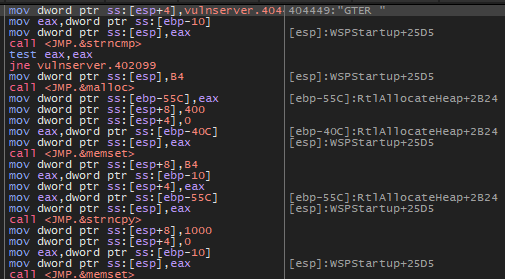 mov dword ptr ss:[esp+4],vulnserver.404 404449:"GTER "
mov eax,dword ptr ss:[ebp-10]
mov dword ptr ss:[esp],eax [esp]:WSPStartup+25D5
call <JMP.&strncmp>
test eax,eax
jne vulnserver.402099
mov dword ptr ss:[esp],B4 [esp]:WSPStartup+25D5
call <JMP.&malloc>
mov dword ptr ss:[ebp-55C],eax [ebp-55C]:RtlAllocateHeap+2B24
mov dword ptr ss:[esp+8],400
mov dword ptr ss:[esp+4],0
mov eax,dword ptr ss:[ebp-40C] [ebp-40C]:RtlAllocateHeap+2B24
mov dword ptr ss:[esp],eax [esp]:WSPStartup+25D5
call <JMP.&memset>
mov dword ptr ss:[esp+8],B4
mov eax,dword ptr ss:[ebp-10]
mov dword ptr ss:[esp+4],eax
mov eax,dword ptr ss:[ebp-55C] [ebp-55C]:RtlAllocateHeap+2B24
mov dword ptr ss:[esp],eax [esp]:WSPStartup+25D5
call <JMP.&strncpy>
mov dword ptr ss:[esp+8],1000
mov dword ptr ss:[esp+4],0
mov eax,dword ptr ss:[ebp-10]
mov dword ptr ss:[esp],eax [esp]:WSPStartup+25D5
call <JMP.&memset>